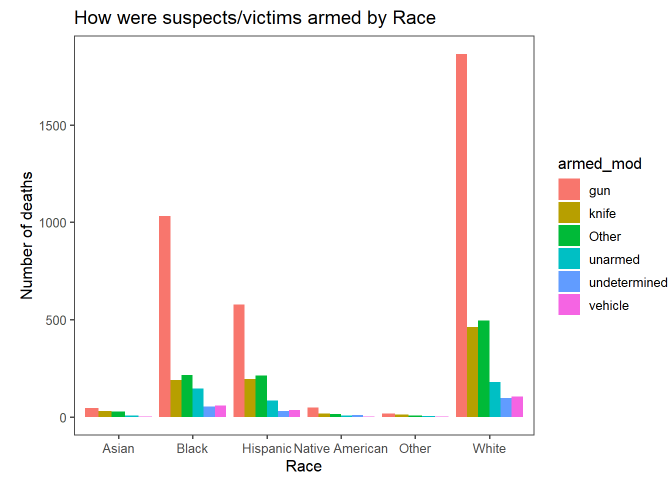 How were suspects/victims armed by Race
Number of deaths
1500
1000
500
0
Asian Black Hispanic Native American Other White
Race
armed_mod
gun
knife
Other
unarmed
undetermined
vehicle